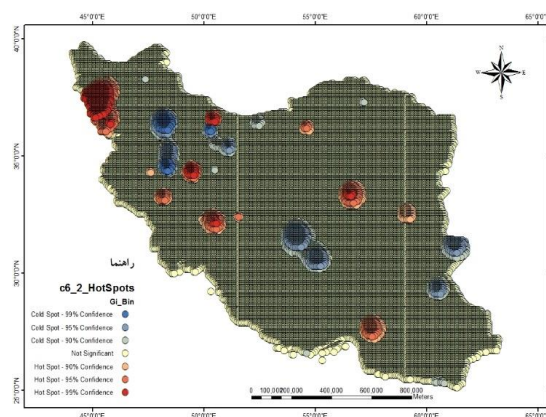 45°0'0"E 50°0'0"E 55°0'0"E 60°0'0"E 65°0'0"E
40°0'0"N
N
W E
S
35°0'0"N
30°0'0"N
25°0'0"N
راهنما
c6_2_HotSpots
Gi_Bin
Cold Spot - 99% Confidence
Cold Spot - 95% Confidence
Cold Spot - 90% Confidence
Not Significant
Hot Spot - 90% Confidence
Hot Spot - 95% Confidence
Hot Spot - 99% Confidence
0 100,000 200,000 400,000 600,000 800,000
Meters